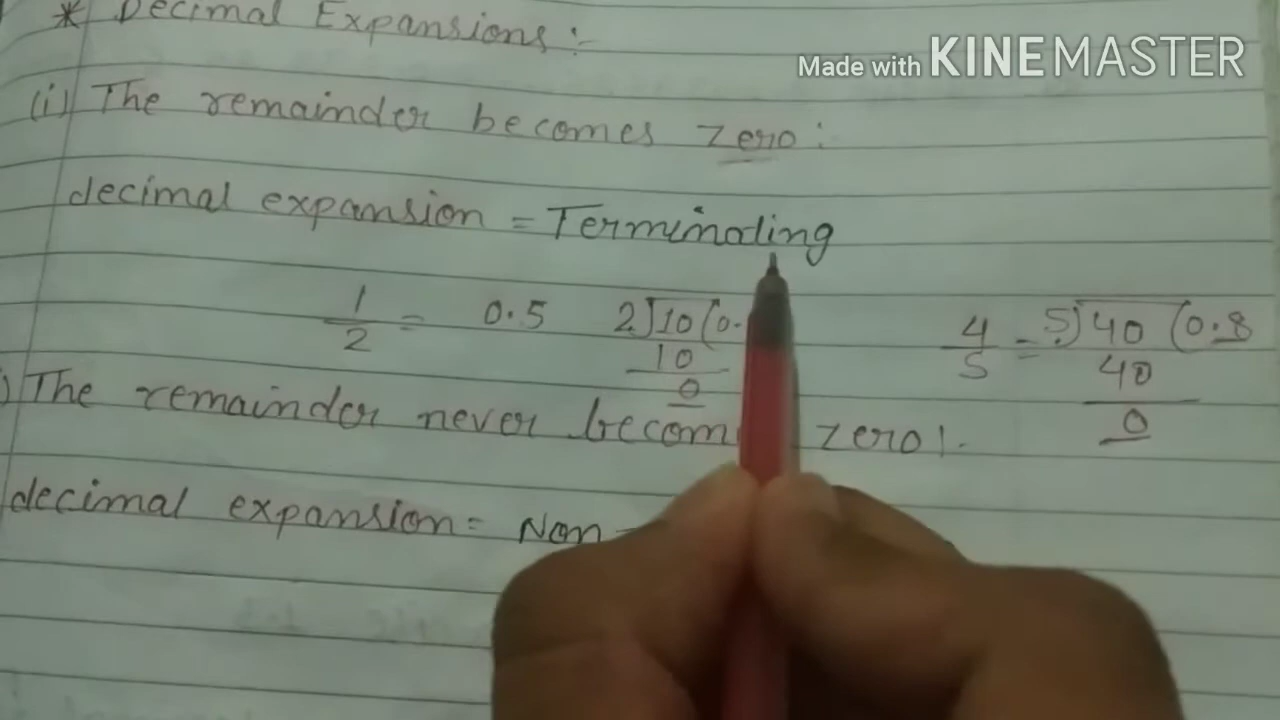 * Decimal Expansions :-
Made with KINEMASTER
(i) The remainder becomes zero :
decimal expansion = Terminating
1/2 = 0.5 2)10(0.
10
0
4/5 = 5)40(0.8
40
0
) The remainder never becom zero :-
decimal expansion = Non -